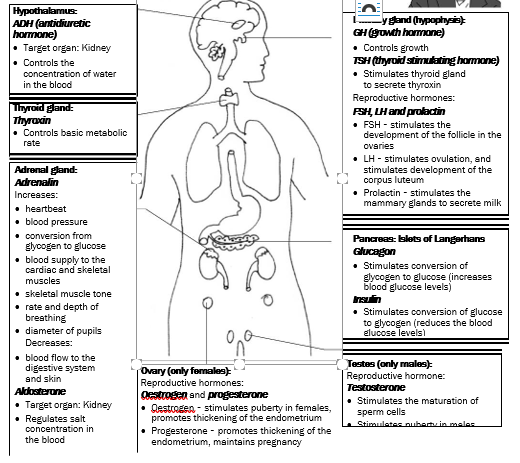 Hypothalamus:
ADH (antidiuretic
hormone)
• Target organ: Kidney
• Controls the
concentration of water
in the blood
Thyroid gland:
Thyroxin
• Controls basic metabolic
rate
Adrenal gland:
Adrenalin
Increases:
• heartbeat
• blood pressure
• conversion from
glycogen to glucose
• blood supply to the
cardiac and skeletal
muscles
• skeletal muscle tone
• rate and depth of
breathing
• diameter of pupils
Decreases:
• blood flow to the
digestive system
and skin
Aldosterone
• Target organ: Kidney
• Regulates salt
concentration in
the blood
gland (hypophysis):
GH (growth hormone)
• Controls growth
TSH (thyroid stimulating hormone)
• Stimulates thyroid gland
to secrete thyroxin
Reproductive hormones:
FSH, LH and prolactin
• FSH – stimulates the
development of the follicle in the
ovaries
• LH – stimulates ovulation, and
stimulates development of the
corpus luteum
• Prolactin – stimulates the
mammary glands to secrete milk
Pancreas: Islets of Langerhans
Glucagon
• Stimulates conversion of
glycogen to glucose (increases
blood glucose levels)
Insulin
• Stimulates conversion of glucose
to glycogen (reduces the blood
glucose levels)
Ovary (only females):
Reproductive hormones:
Oestrogen and progesterone
• Oestrogen – stimulates puberty in females,
promotes thickening of the endometrium
• Progesterone – promotes thickening of the
endometrium, maintains pregnancy
Testes (only males):
Reproductive hormone:
Testosterone
• Stimulates the maturation of
sperm cells
• Stimulates puberty in males